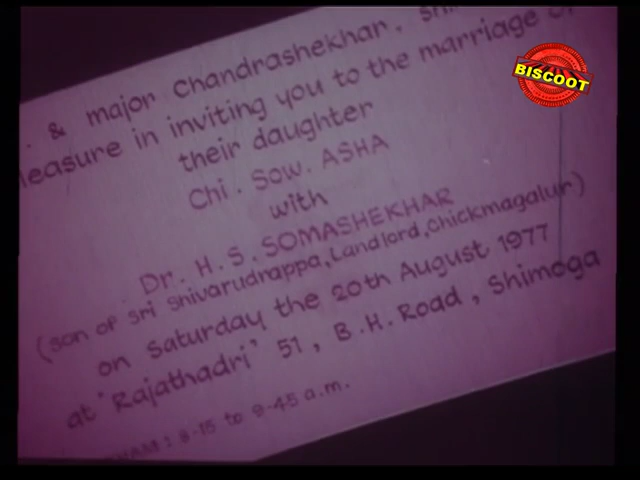 & major Chandrashekhar,
in inviting you to the marriage
their daughter
Chi. Sow. ASHA
with
Dr. H. S. SOMASHEKHAR
(son of Sri Shivarudrappa, Landlord, Chickmagalur)
on Saturday the 20th August 1977
at 'Rajathadri' 51, B.H. Road, Shimoga
8-15 to 9-45 a.m.
BISCOOT